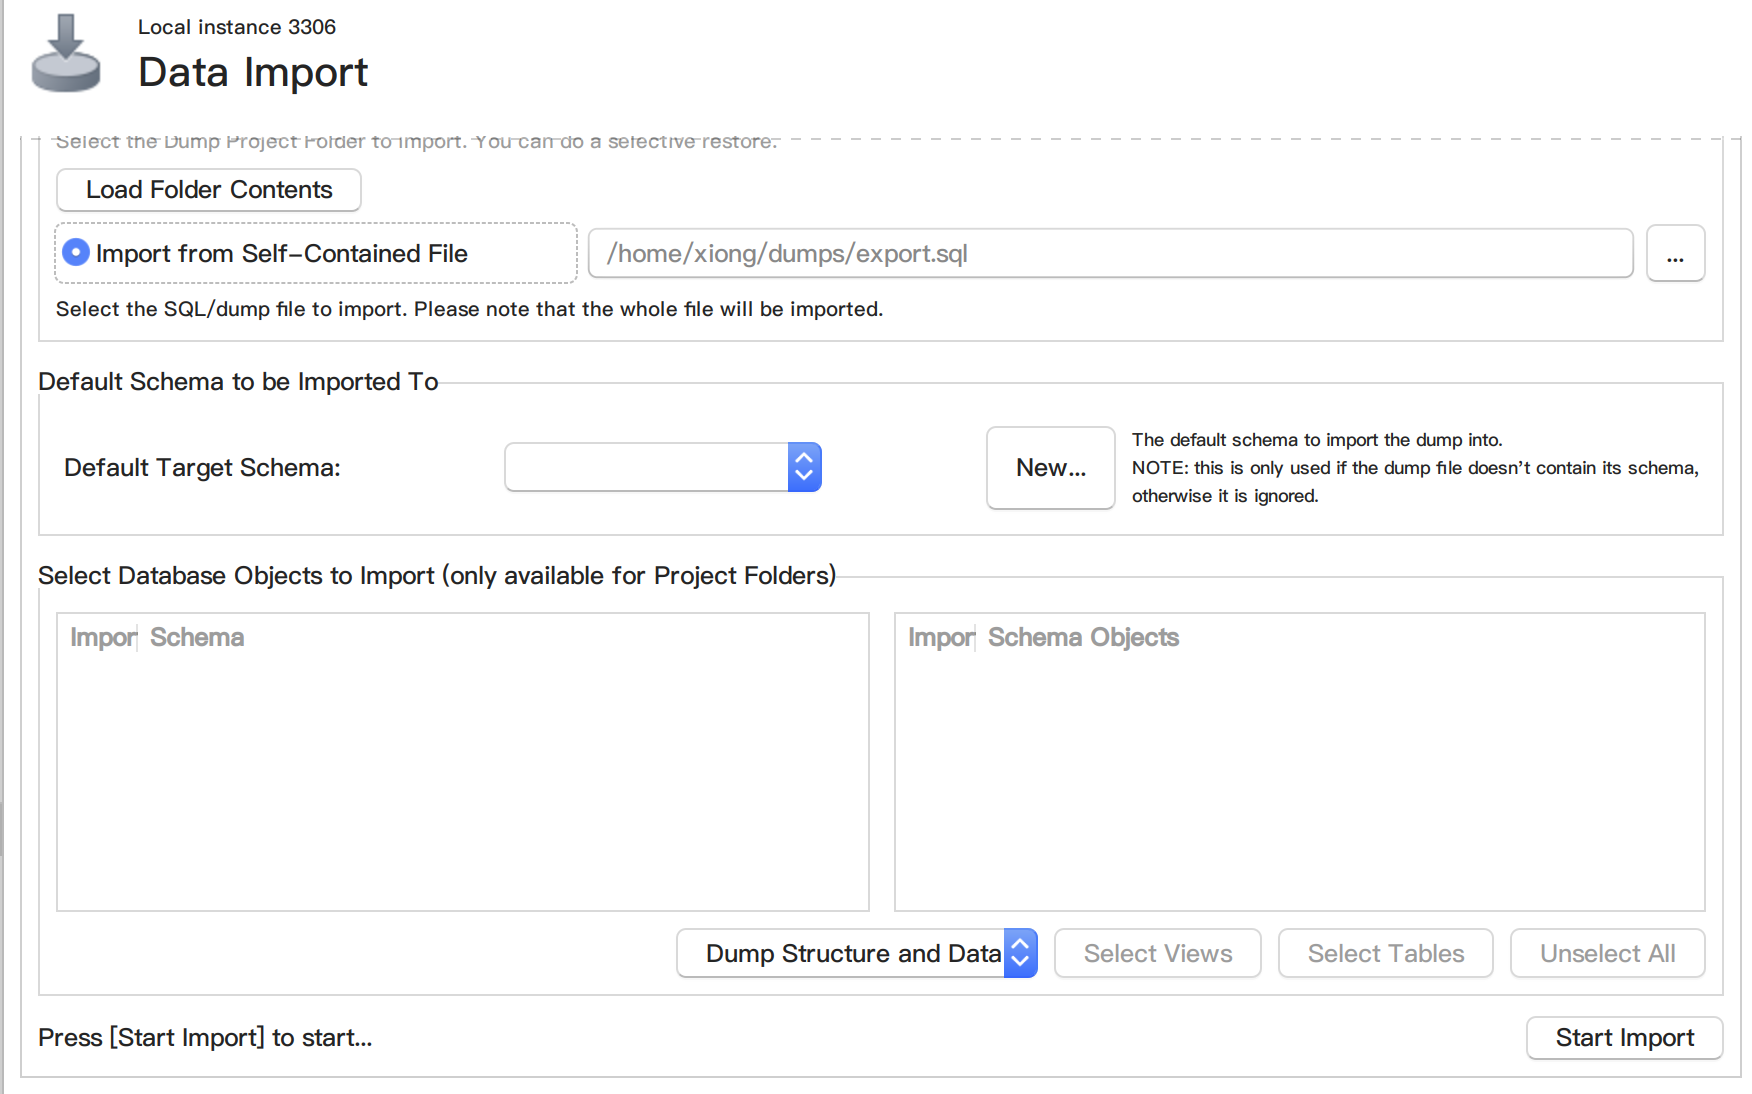 Local instance 3306
Data Import
Select the Dump Project Folder to import. You can do a selective restore.
Load Folder Contents
Import from Self-Contained File
/home/xiong/dumps/export.sql
...
Select the SQL/dump file to import. Please note that the whole file will be imported.
Default Schema to be Imported To
Default Target Schema:
New...
The default schema to import the dump into.
NOTE: this is only used if the dump file doesn't contain its schema,
otherwise it is ignored.
Select Database Objects to Import (only available for Project Folders)
Impor Schema
Impor Schema Objects
Dump Structure and Data
Select Views
Select Tables
Unselect All
Press [Start Import] to start...
Start Import